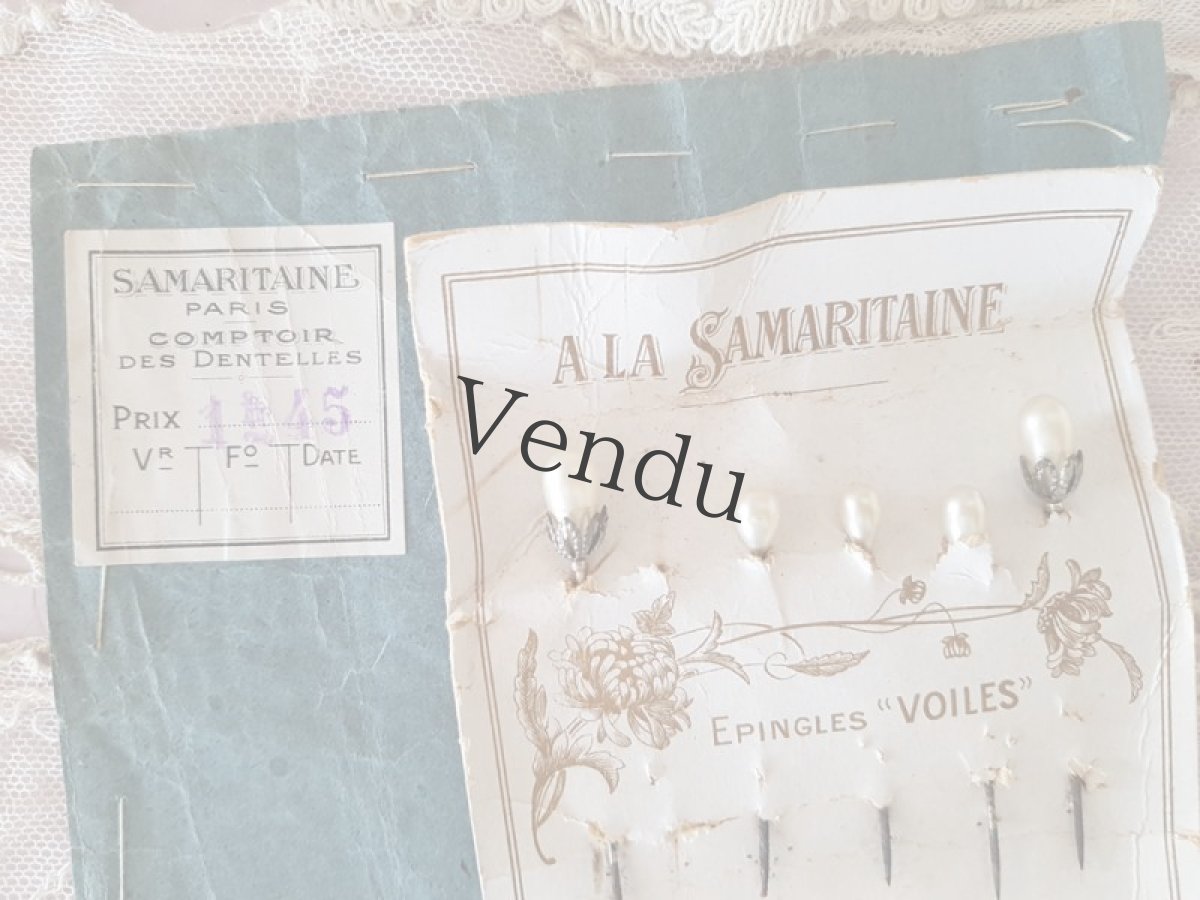 SAMARITAINE
PARIS
COMPTOIR
DES DENTELLES
PRIX
VR FO DATE
A LA SAMARITAINE
Vendu
EPINGLES "VOILES"